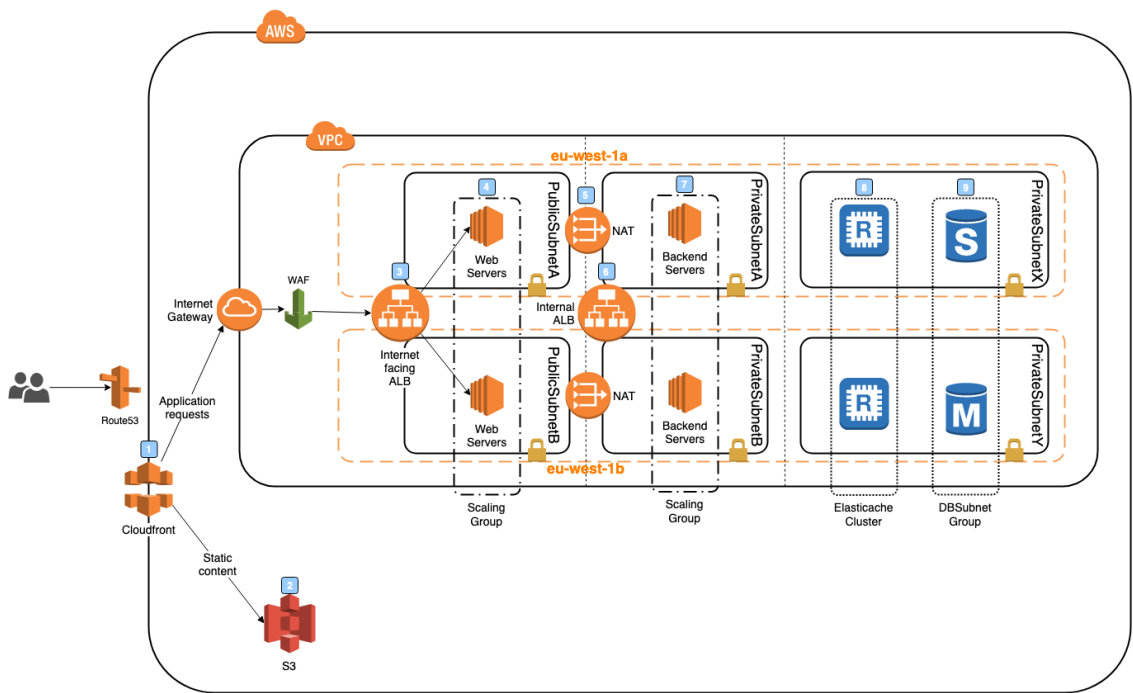 AWS
VPC
eu-west-1a
4
5
7
8
9
PublicSubnetA
PrivateSubnetA
PrivateSubnetX
R
S
NAT
Web
Servers
Backend
Servers
3
6
WAF
Internet
Gateway
Internal
ALB
Internet
facing
ALB
PublicSubnetB
PrivateSubnetB
PrivateSubnetY
R
M
NAT
Web
Servers
Backend
Servers
Route53
Application
requests
1
eu-west-1b
Cloudfront
Scaling
Group
Scaling
Group
Elasticache
Cluster
DBSubnet
Group
Static
content
2
S3